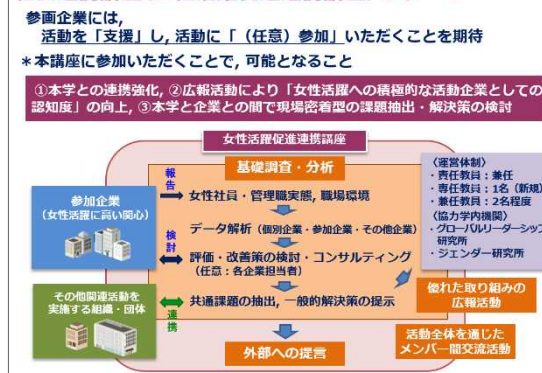 参画企業には,
活動を「支援」し, 活動に「(任意) 参加」いただくことを期待
*本講座に参加いただくことで, 可能となること
①本学との連携強化, ②広報活動により「女性活躍への積極的な活動企業としての
認知度」の向上, ③本学と企業との間で現場密着型の課題抽出・解決策の検討
女性活躍促進連携講座
基礎調査・分析
報告
女性社員・管理職実態, 職場環境
参加企業
(女性活躍に高い関心)
データ解析 (個別企業・参加企業・その他企業)
検討
評価・改善策の検討・コンサルティング
(任意:各企業担当者)
その他関連活動を
実施する組織・団体
連携
共通課題の抽出, 一般的解決策の提示
外部への提言
〈運営体制〉
・責任教員:兼任
・専任教員:1名 (新規)
・兼任教員:2名程度
〈協力学内機関〉
・グローバルリーダーシップ
研究所
・ジェンダー研究所
優れた取り組みの
広報活動
活動全体を通じた
メンバー間交流活動